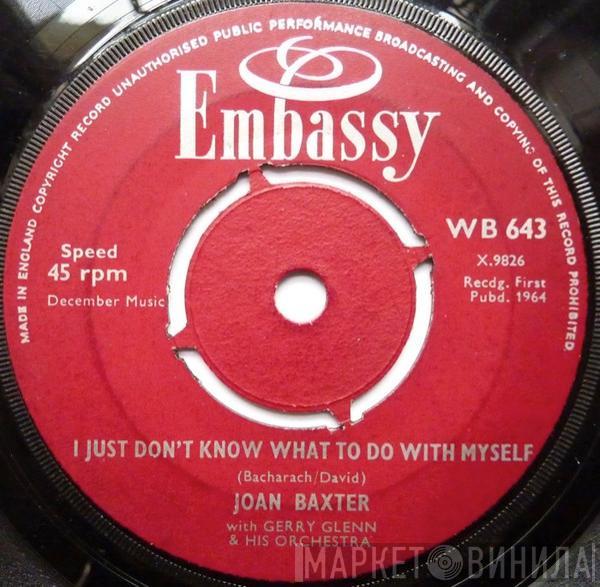 MADE IN ENGLAND COPYRIGHT RECORD UNAUTHORISED PUBLIC PERFORMANCE BROADCASTING AND COPYING OF THIS RECORD PROHIBITED
Embassy
WB 643
X.9826
Recdg. First
Pubd. 1964
Speed
45 rpm
December Music
I JUST DON'T KNOW WHAT TO DO WITH MYSELF
(Bacharach/David)
JOAN BAXTER
with GERRY GLENN
& HIS ORCHESTRA
МАРКЕТ ВИНИЛА